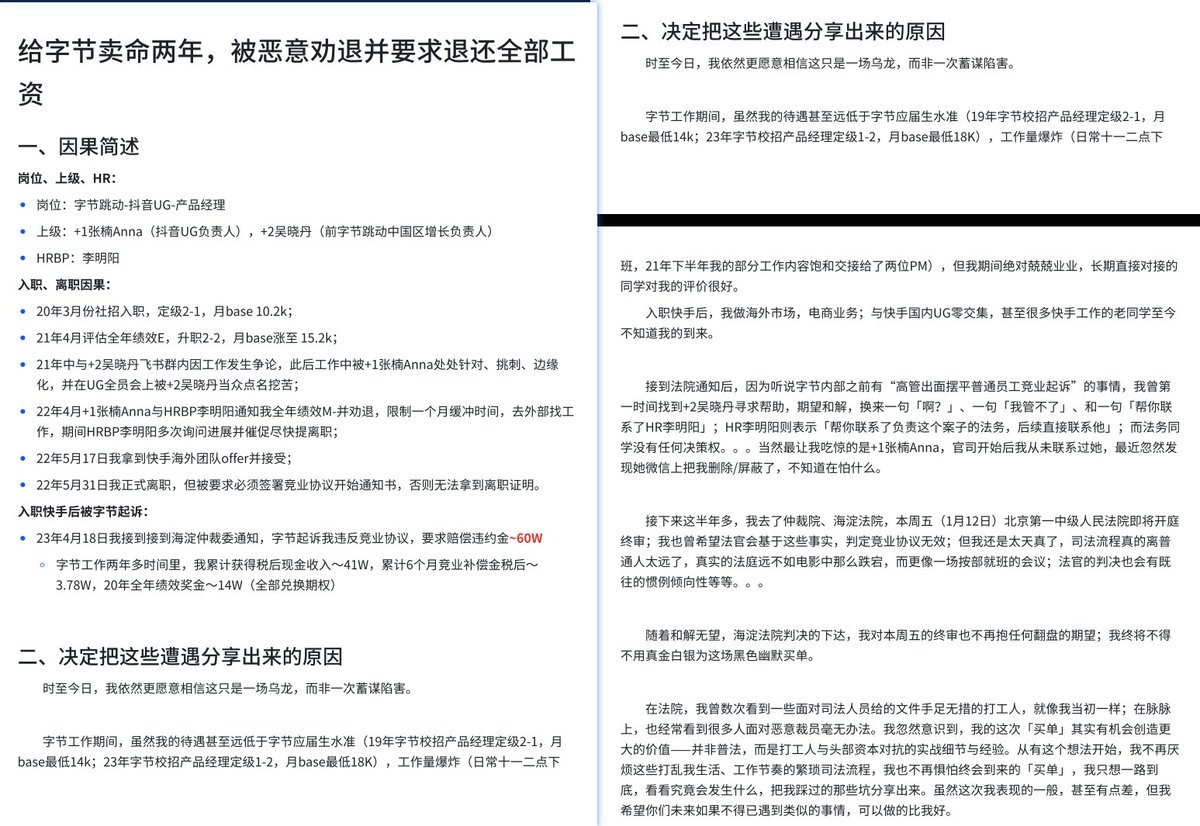 给字节卖命两年，被恶意劝退并要求退还全部工
资
一、因果简述
岗位、上级、HR：
岗位：字节跳动-抖音UG-产品经理
上级：+1张楠Anna（抖音UG负责人），+2吴晓丹（前字节跳动中国区增长负责人）
HRBP：李明阳
入职、离职因果：
20年3月份社招入职，定级2-1，月base 10.2k；
21年4月评估全年绩效E，升职2-2，月base涨至 15.2k；
21年中与+2吴晓丹飞书群内因工作发生争论，此后工作中被+1张楠Anna处处针对、挑刺、边缘
化，并在UG全员会上被+2吴晓丹当众点名挖苦；
22年4月+1张楠Anna与HRBP李明阳通知我全年绩效M-并劝退，限制一个月缓冲时间，去外部找工
作，期间HRBP李明阳多次询问进展并催促尽快提离职；
22年5月17日我拿到快手海外团队offer并接受；
22年5月31日我正式离职，但被要求必须签署竞业协议开始通知书，否则无法拿到离职证明。
入职快手后被字节起诉：
23年4月18日我接到接到海淀仲裁委通知，字节起诉我违反竞业协议，要求赔偿违约金~60W
字节工作两年多时间里，我累计获得税后现金收入～41W，累计6个月竞业补偿金税后～
3.78W，20年全年绩效奖金～14W（全部兑换期权）
二、决定把这些遭遇分享出来的原因
时至今日，我依然更愿意相信这只是一场乌龙，而非一次蓄谋陷害。
字节工作期间，虽然我的待遇甚至远低于字节应届生水准（19年字节校招产品经理定级2-1，月
base最低14k；23年字节校招产品经理定级1-2，月base最低18K），工作量爆炸（日常十一二点下
二、决定把这些遭遇分享出来的原因
时至今日，我依然更愿意相信这只是一场乌龙，而非一次蓄谋陷害。
字节工作期间，虽然我的待遇甚至远低于字节应届生水准（19年字节校招产品经理定级2-1，月
base最低14k；23年字节校招产品经理定级1-2，月base最低18K），工作量爆炸（日常十一二点下
班，21年下半年我的部分工作内容饱和交接给了两位PM），但我期间绝对兢兢业业，长期直接对接的
同学对我的评价很好。
入职快手后，我做海外市场，电商业务；与快手国内UG零交集，甚至很多快手工作的老同学至今
不知道我的到来。
接到法院通知后，因为听说字节内部之前有“高管出面摆平普通员工竞业起诉”的事情，我曾第
一时间找到+2吴晓丹寻求帮助，期望和解，换来一句「啊？」、一句「我管不了」、和一句「帮你联
系了HR李明阳」；HR李明阳则表示「帮你联系了负责这个案子的法务，后续直接联系他」；而法务同
学没有任何决策权。。。当然最让我吃惊的是+1张楠Anna，官司开始后我从未联系过她，最近忽然发
现她微信上把我删除/屏蔽了，不知道在怕什么。
接下来这半年多，我去了仲裁院、海淀法院，本周五（1月12日）北京第一中级人民法院即将开庭
终审；我也曾希望法官会基于这些事实，判定竞业协议无效；但我还是太天真了，司法流程真的离普
通人太远了，真实的法庭远不如电影中那么跌宕，而更像一场按部就班的会议；法官的判决也会有既
往的惯例倾向性等等。。。
随着和解无望，海淀法院判决的下达，我对本周五的终审也不再抱任何翻盘的期望；我终将不得
不用真金白银为这场黑色幽默买单。
在法院，我曾数次看到一些面对司法人员给的文件手足无措的打工人，就像我当初一样；在脉脉
上，也经常看到很多人面对恶意裁员毫无办法。我忽然意识到，我的这次「买单」其实有机会创造更
大的价值——并非普法，而是打工人与头部资本对抗的实战细节与经验。从有这个想法开始，我不再厌
烦这些打乱我生活、工作节奏的繁琐司法流程，我也不再惧怕终会到来的「买单」，我只想一路到
底，看看究竟会发生什么，把我踩过的那些坑分享出来。虽然这次我表现的一般，甚至有点差，但我
希望你们未来如果不得已遇到类似的事情，可以做的比我好。